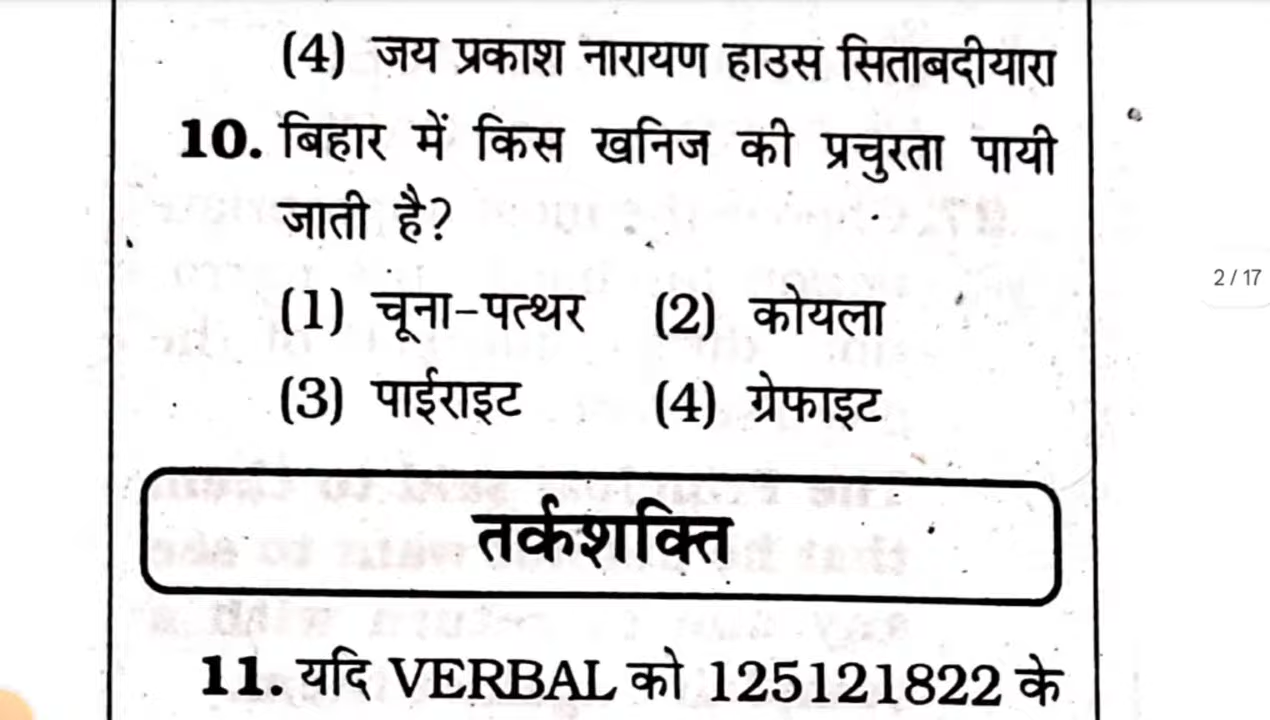 (4) जय प्रकाश नारायण हाउस सिताबदीयारा
10. बिहार में किस खनिज की प्रचुरता पायी
जाती है?
(1) चूना-पत्थर (2) कोयला
(3) पाईराइट (4) ग्रेफाइट
2 / 17
तर्कशक्ति
11. यदि VERBAL को 125121822 के